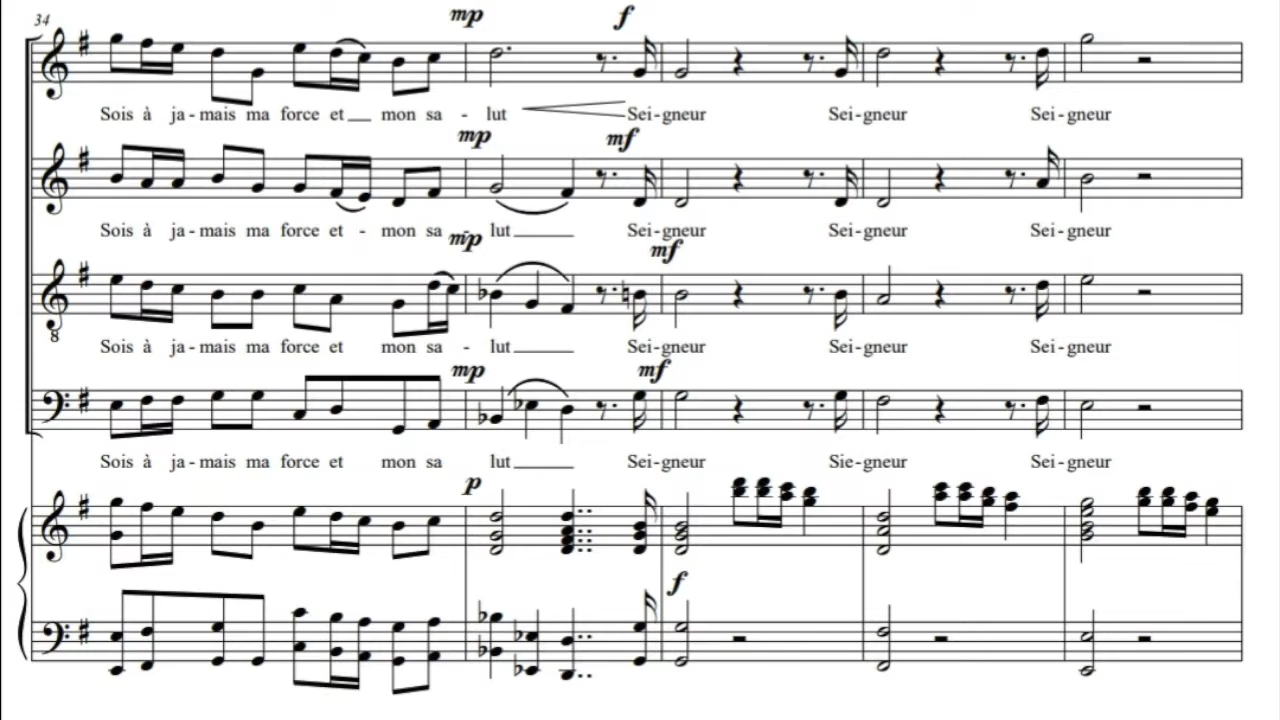 34
mp f
Sois à ja - mais ma force et mon sa - lut Sei - gneur Sei - gneur Sei - gneur
mp mf
Sois à ja - mais ma force et - mon sa - lut Sei - gneur Sei - gneur Sei - gneur
mp mf
8
Sois à ja - mais ma force et mon sa - lut Sei - gneur Sei - gneur Sei - gneur
mp mf
Sois à ja - mais ma force et mon sa lut Sei - gneur Sie - gneur Sei - gneur
p
f